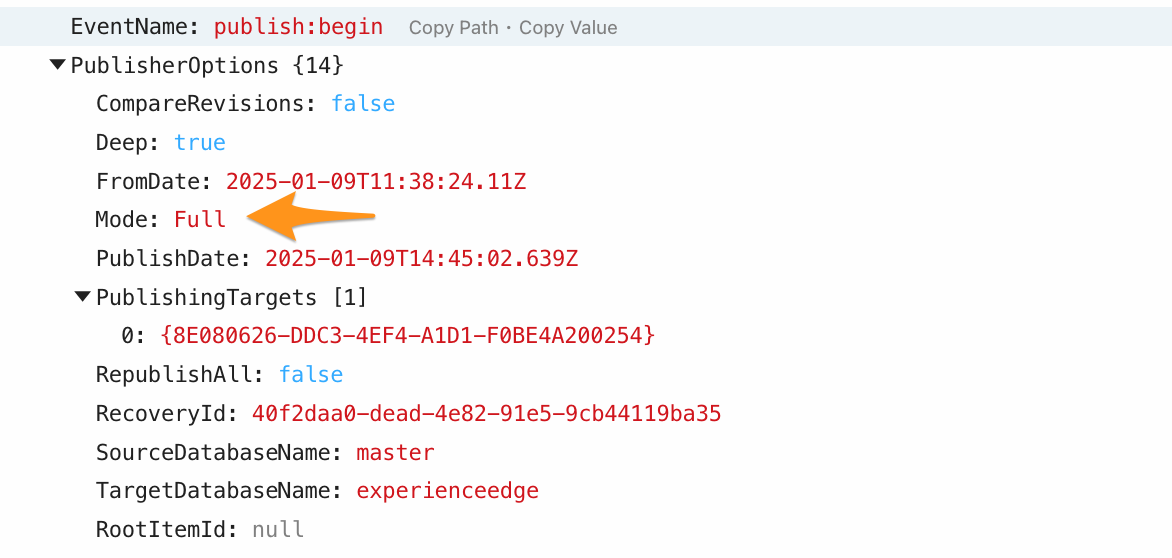 EventName: publish:begin Copy Path · Copy Value
PublisherOptions {14}
CompareRevisions: false
Deep: true
FromDate: 2025-01-09T11:38:24.11Z
Mode: Full
PublishDate: 2025-01-09T14:45:02.639Z
PublishingTargets [1]
0: {8E080626-DDC3-4EF4-A1D1-F0BE4A200254}
RepublishAll: false
RecoveryId: 40f2daa0-dead-4e82-91e5-9cb44119ba35
SourceDatabaseName: master
TargetDatabaseName: experienceedge
RootItemId: null